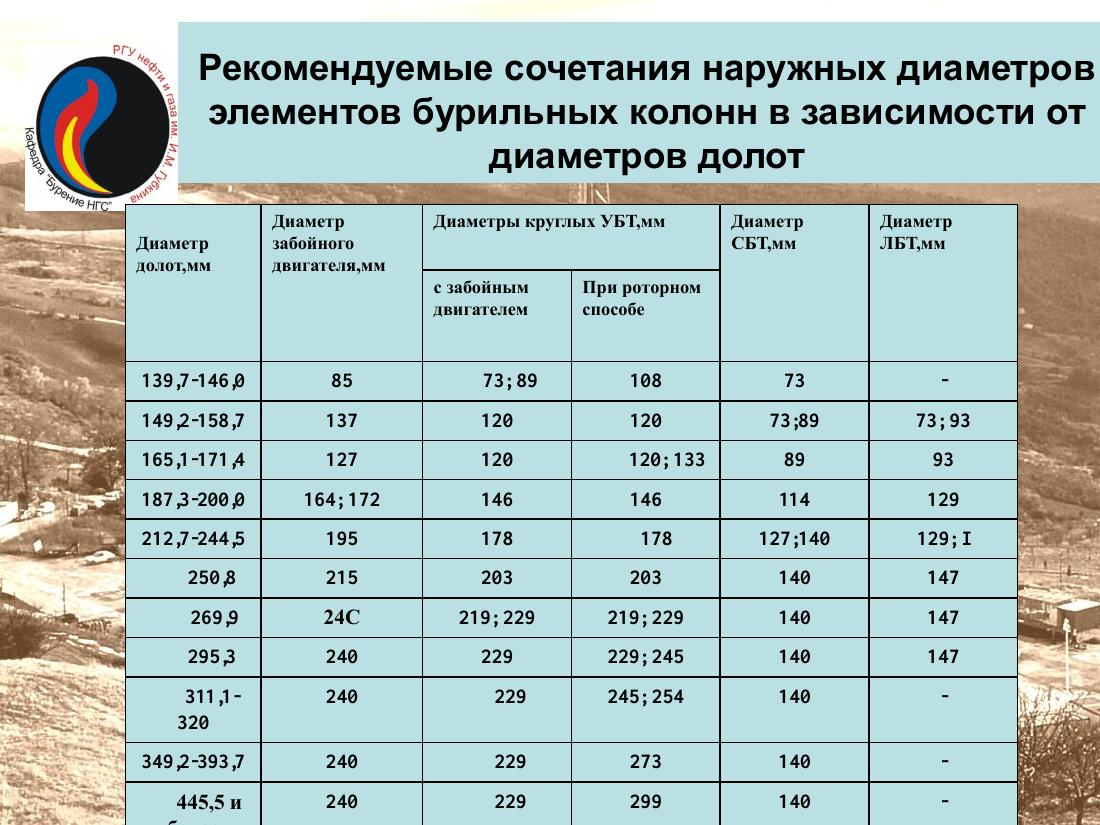 РГУ нефти и газа им. И.М. Губкина
Кафедра "Бурение НГС"
Рекомендуемые сочетания наружных диаметров
элементов бурильных колонн в зависимости от
диаметров долот
Диаметр долот,мм
Диаметр забойного двигателя,мм
Диаметры круглых УБТ,мм
Диаметр СБТ,мм
Диаметр ЛБТ,мм
с забойным двигателем
При роторном способе
139,7-146,0 85 73;89 108 73 -
149,2-158,7 137 120 120 73;89 73;93
165,1-171,4 127 120 120;133 89 93
187,3-200,0 164;172 146 146 114 129
212,7-244,5 195 178 178 127;140 129;I
250,8 215 203 203 140 147
269,9 24С 219;229 219;229 140 147
295,3 240 229 229;245 140 147
311,1-320 240 229 245;254 140 -
349,2-393,7 240 229 273 140 -
445,5 и 240 229 299 140 -